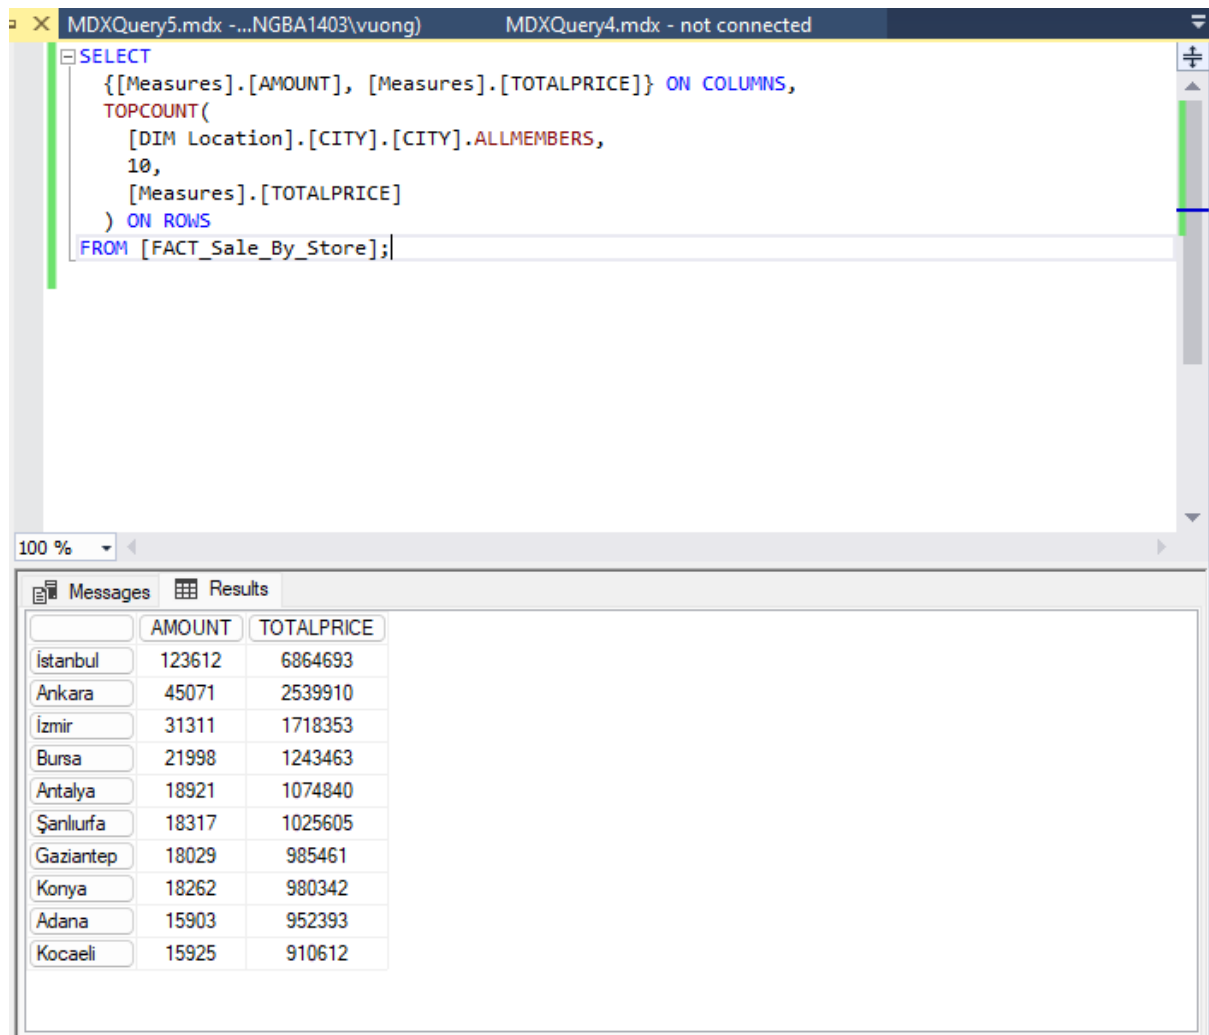 MDXQuery5.mdx -...NGBA1403\vuong) MDXQuery4.mdx - not connected
SELECT
{[Measures].[AMOUNT], [Measures].[TOTALPRICE]} ON COLUMNS,
TOPCOUNT(
[DIM Location].[CITY].[CITY].ALLMEMBERS,
10,
[Measures].[TOTALPRICE]
) ON ROWS
FROM [FACT_Sale_By_Store];
100 %
Messages Results
AMOUNT TOTALPRICE
İstanbul 123612 6864693
Ankara 45071 2539910
İzmir 31311 1718353
Bursa 21998 1243463
Antalya 18921 1074840
Şanlıurfa 18317 1025605
Gaziantep 18029 985461
Konya 18262 980342
Adana 15903 952393
Kocaeli 15925 910612